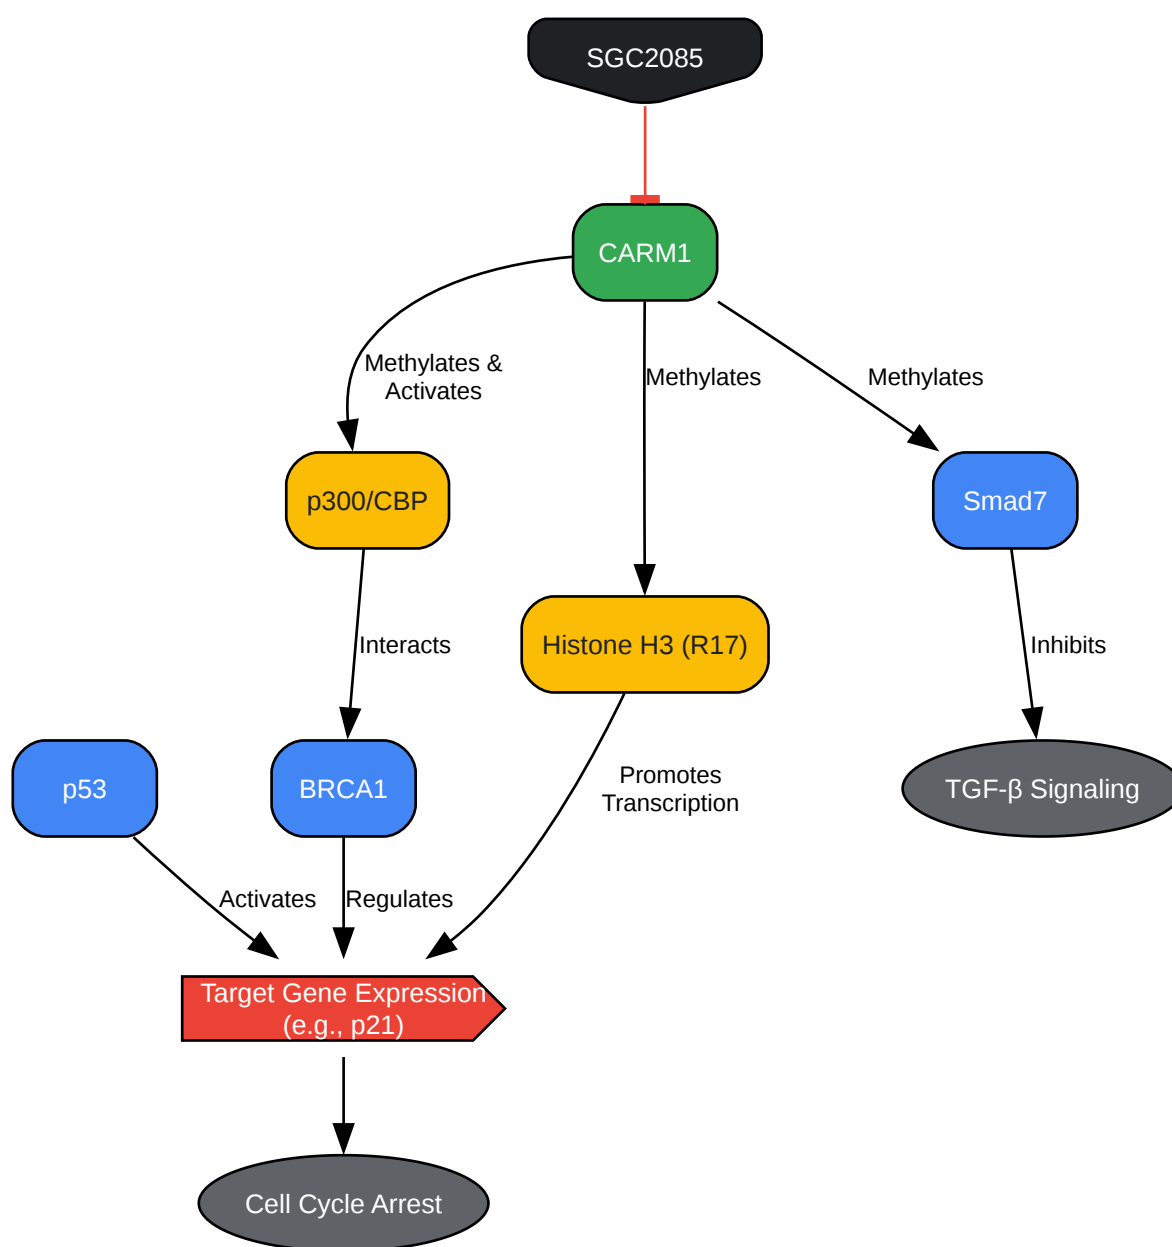 SGC2085
CARM1
Methylates &
Activates
Methylates
Methylates
p300/CBP
Smad7
Interacts
Histone H3 (R17)
Inhibits
p53
BRCA1
Promotes
Transcription
TGF-β Signaling
Activates
Regulates
Target Gene Expression
(e.g., p21)
Cell Cycle Arrest